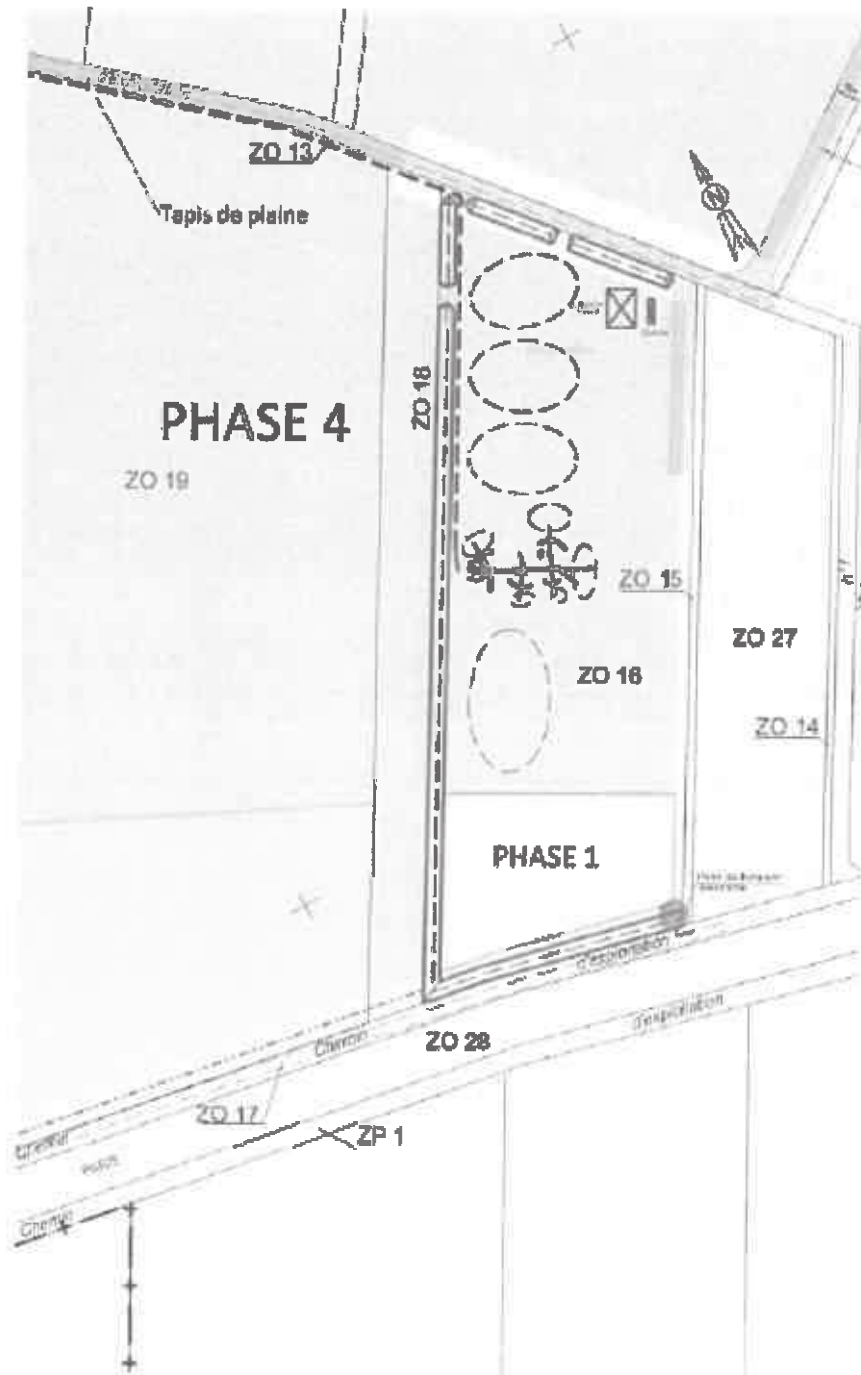 ZO 13
Tapis de plaine
PHASE 4
ZO 19
ZO 18
ZO 15
ZO 16
ZO 27
ZO 14
PHASE 1
Chemin
d'exploitation
ZO 28
d'exploitation
ZO 17
ZP 1
Chemin
Chemin
N